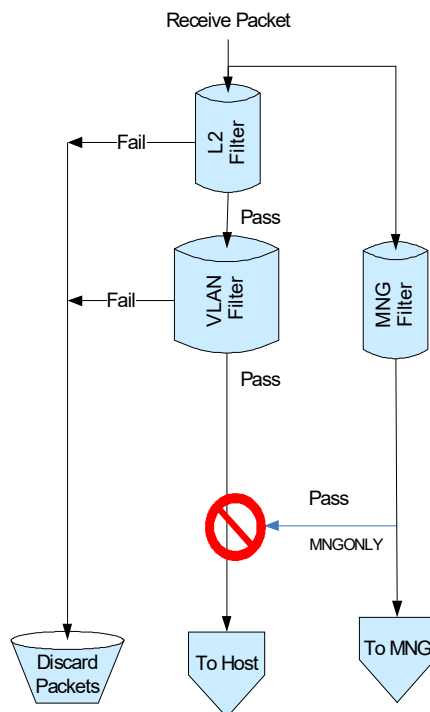 Receive Packet
L2
Filter
Fail
Pass
VLAN
Filter
MNG
Filter
Fail
Pass
Pass
MNGONLY
Discard
Packets
To Host
To MNG